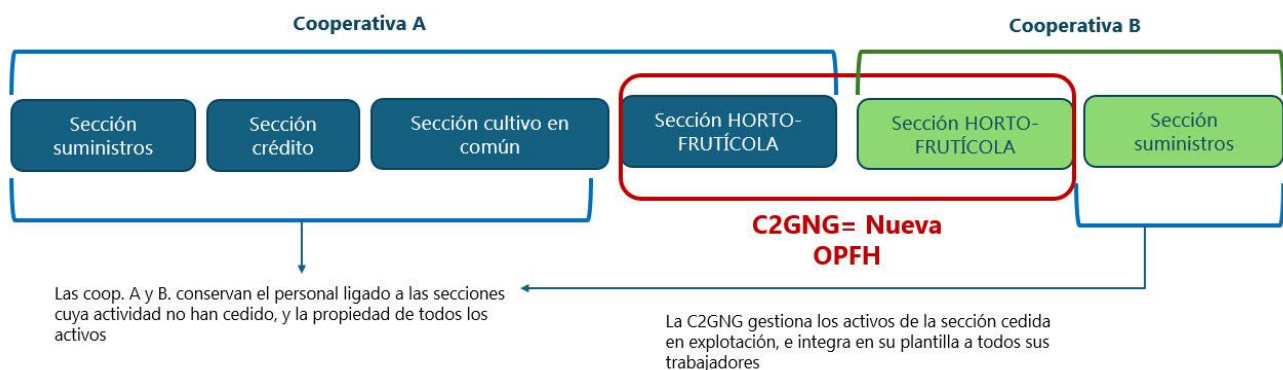 Cooperativa A
Cooperativa B
Sección
suministros
Sección
crédito
Sección cultivo en
común
Sección HORTO-
FRUTÍCOLA
Sección HORTO-
FRUTÍCOLA
Sección
suministros
C2GNG= Nueva
OPFH
Las coop. A y B. conservan el personal ligado a las secciones
cuya actividad no han cedido, y la propiedad de todos los
activos
La C2GNG gestiona los activos de la sección cedida
en explotación, e integra en su plantilla a todos sus
trabajadores